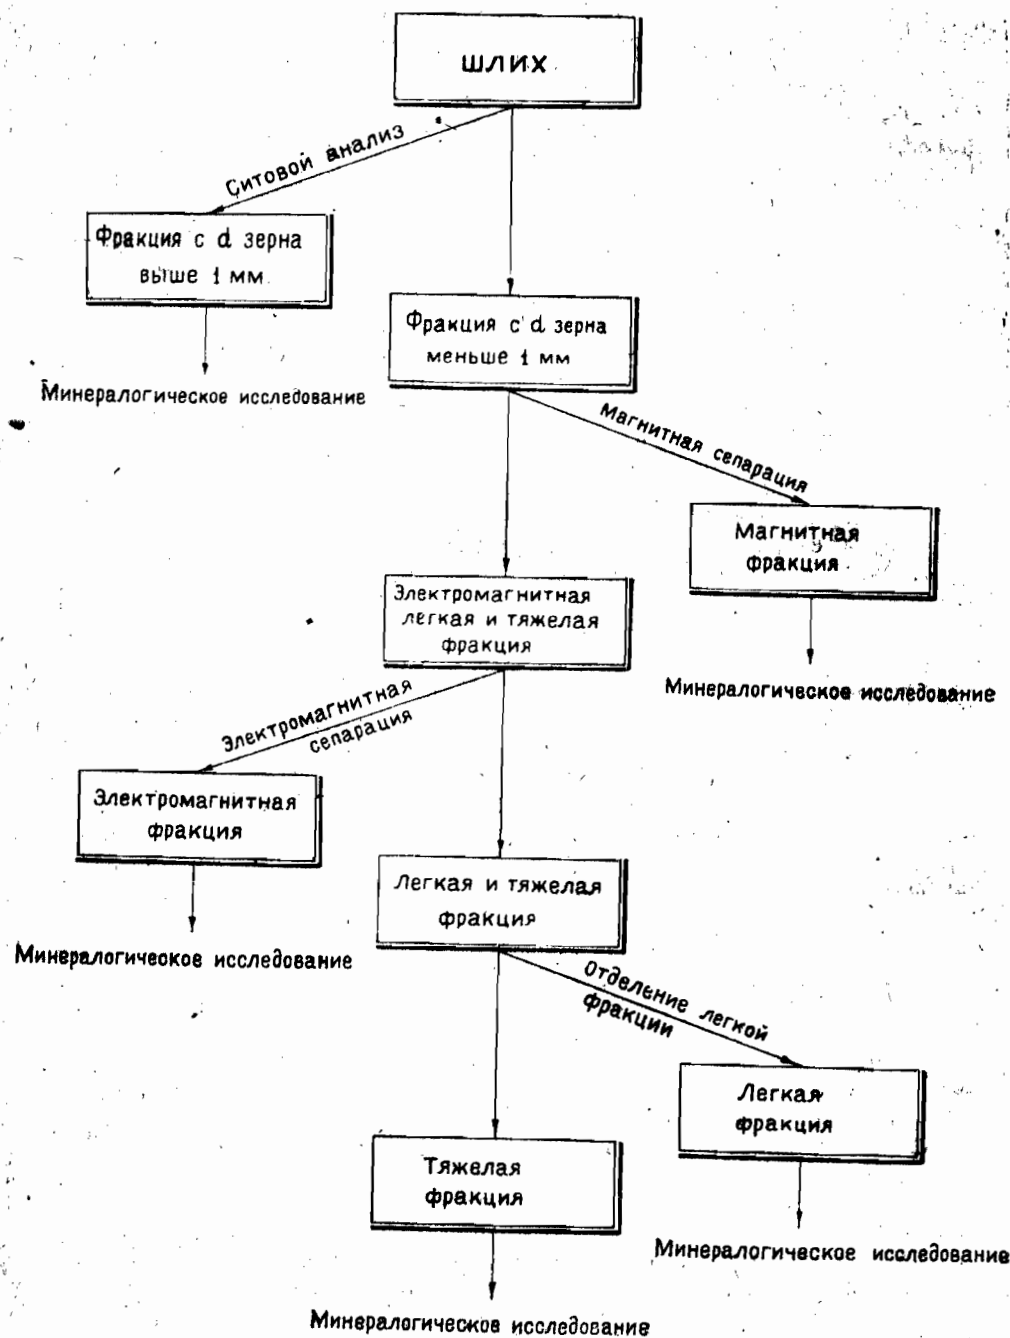 ШЛИХ
Ситовой анализ
Фракция с d зерна
выше 1 мм
Фракция с d зерна
меньше 1 мм
Минералогическое исследование
Магнитная сепарация
Магнитная
фракция
Электромагнитная
легкая и тяжелая
фракция
Минералогическое исследование
Электромагнитная
сепарация
Электромагнитная
фракция
Легкая и тяжелая
фракция
Минералогическое исследование
Отделение легкой
фракции
Легкая
фракция
Тяжелая
фракция
Минералогическое исследование
Минералогическое исследование